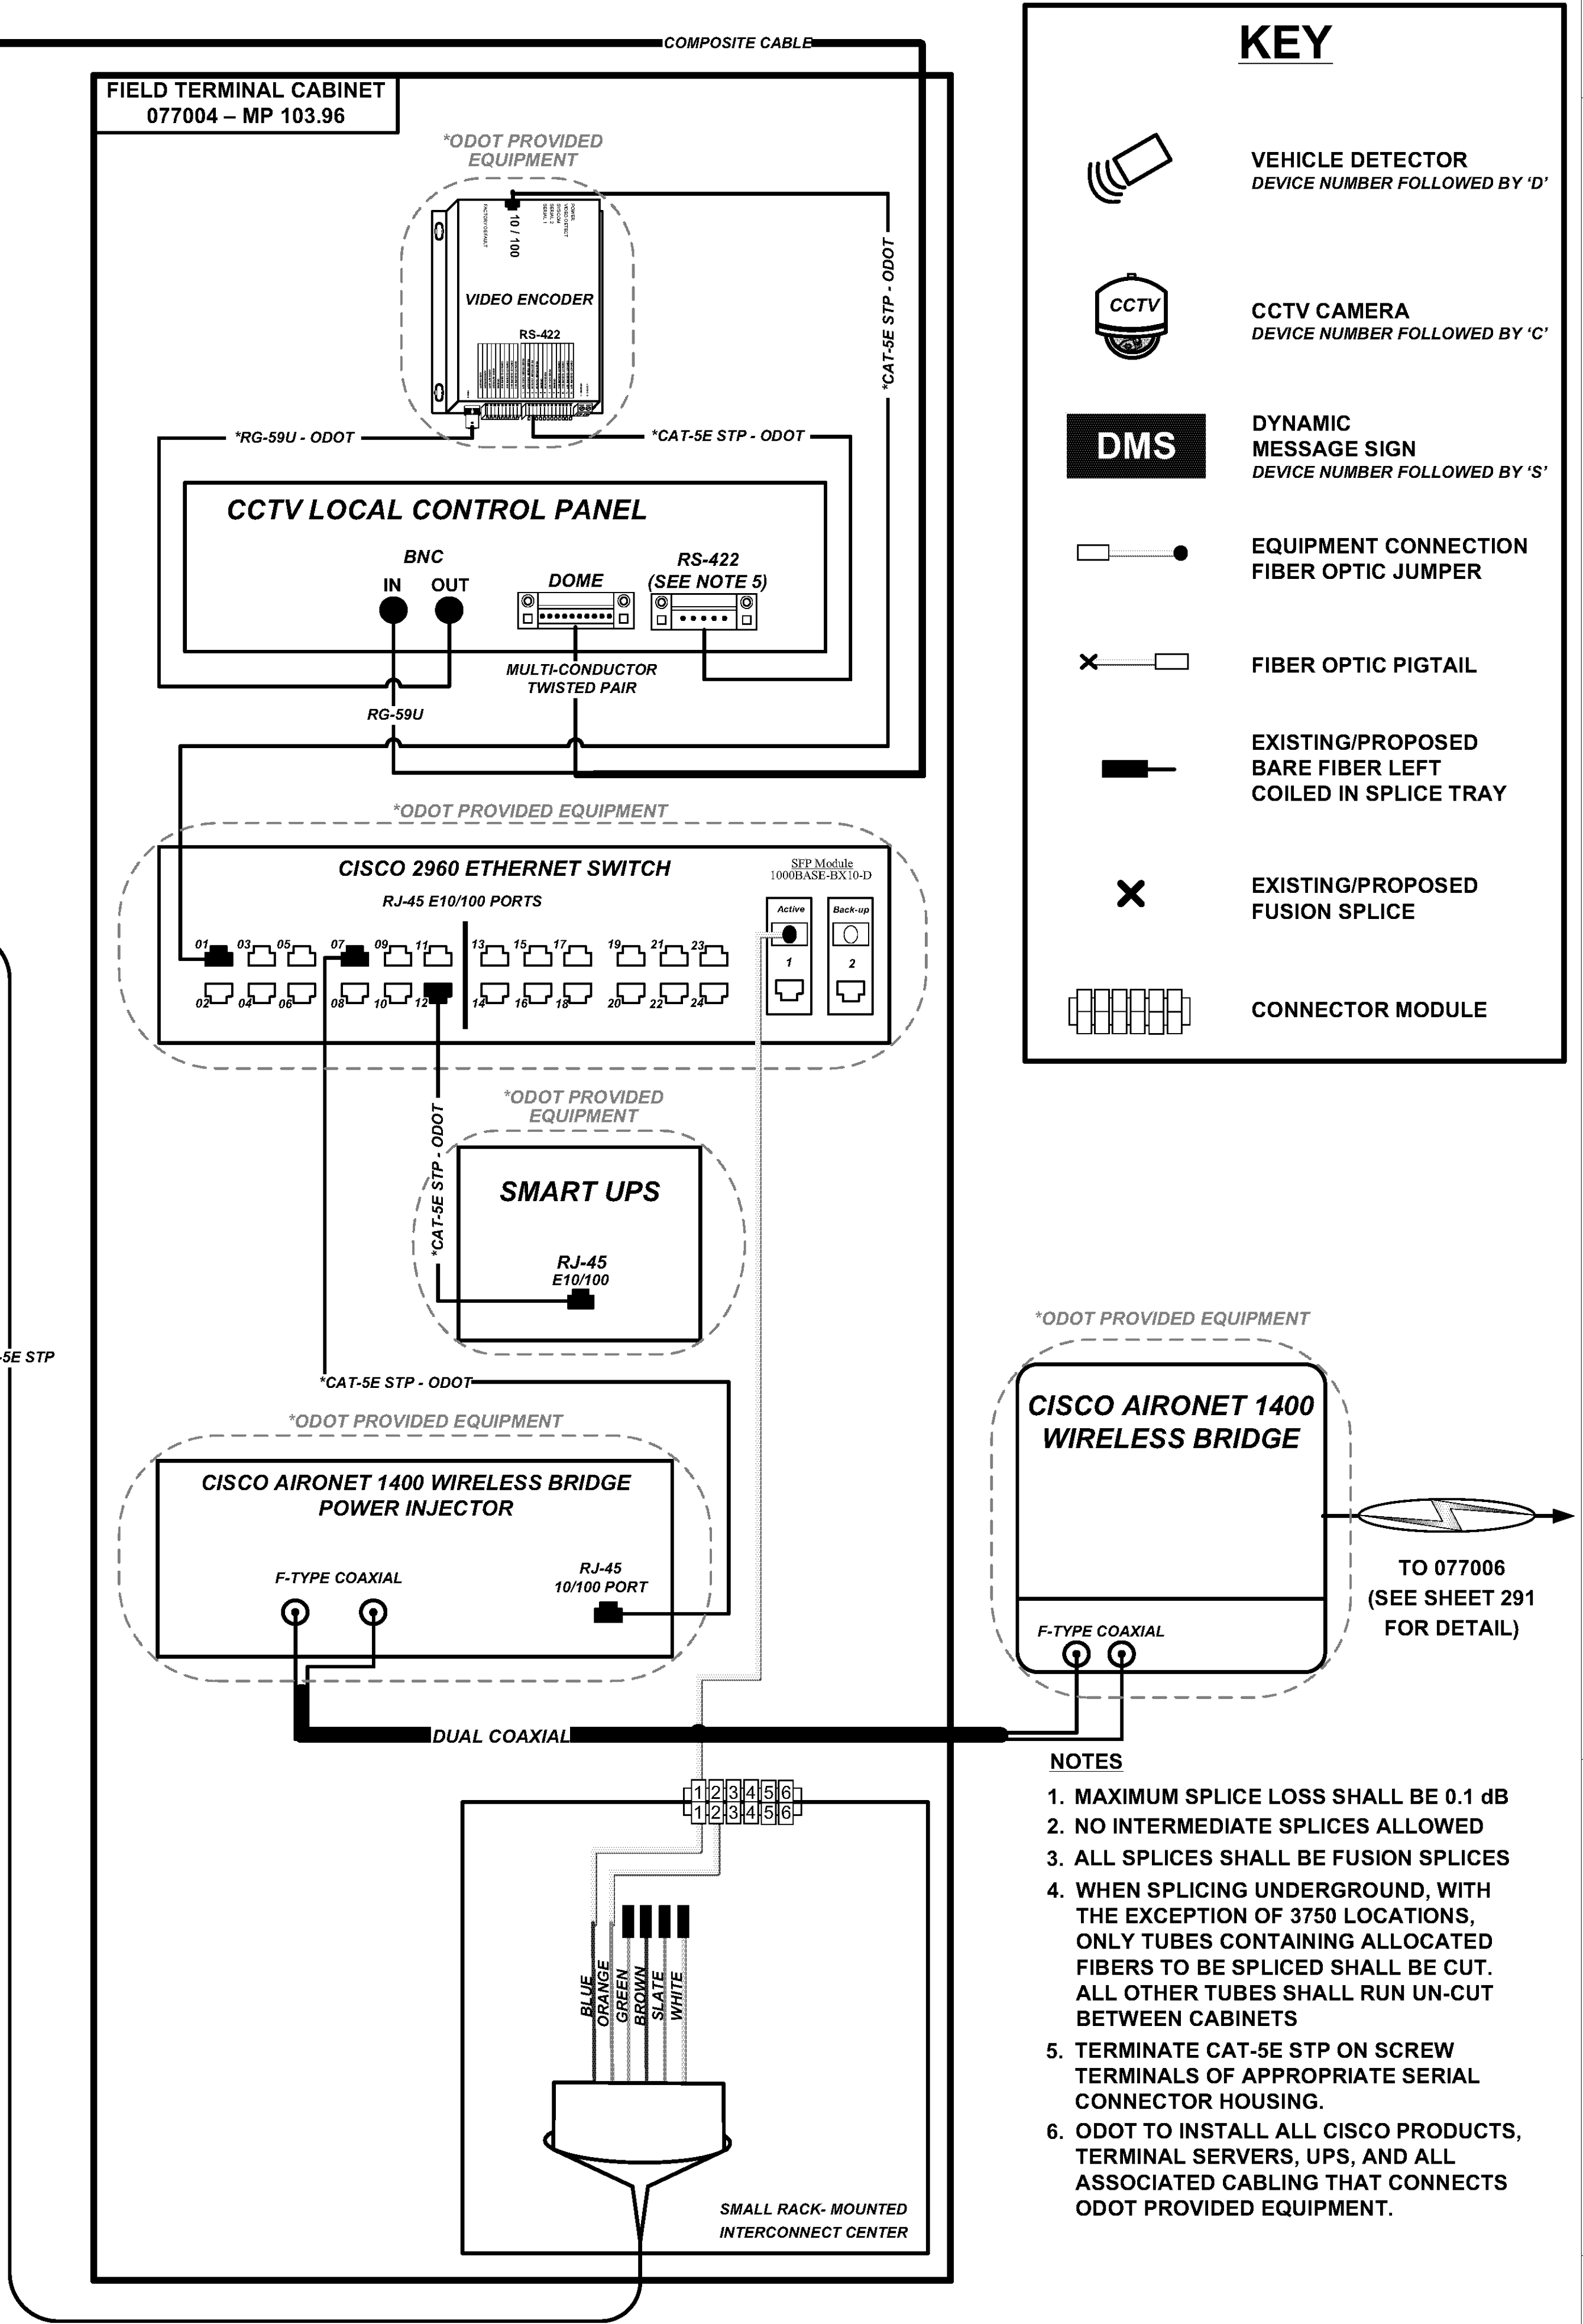 COMPOSITE CABLE
FIELD TERMINAL CABINET
077004 – MP 103.96
*ODOT PROVIDED
EQUIPMENT
FACTORY DEFAULT
10 / 100
SERIAL 1
SERIAL 2
SYSCOM
VIDEO DETECT
POWER
VIDEO ENCODER
RS-422
*CAT-5E STP - ODOT
*RG-59U - ODOT
*CAT-5E STP - ODOT
CCTV LOCAL CONTROL PANEL
BNC
IN
OUT
DOME
RS-422
(SEE NOTE 5)
MULTI-CONDUCTOR
TWISTED PAIR
RG-59U
*ODOT PROVIDED EQUIPMENT
CISCO 2960 ETHERNET SWITCH
RJ-45 E10/100 PORTS
SFP Module
1000BASE-BX10-D
Active
Back-up
01 03 05 07 09 11 13 15 17 19 21 23
1
2
02 04 06 08 10 12 14 16 18 20 22 24
*ODOT PROVIDED
EQUIPMENT
*CAT-5E STP - ODOT
SMART UPS
RJ-45
E10/100
-5E STP
*CAT-5E STP - ODOT
*ODOT PROVIDED EQUIPMENT
CISCO AIRONET 1400 WIRELESS BRIDGE
POWER INJECTOR
F-TYPE COAXIAL
RJ-45
10/100 PORT
DUAL COAXIAL
1 2 3 4 5 6
1 2 3 4 5 6
BLUE
ORANGE
GREEN
BROWN
SLATE
WHITE
SMALL RACK- MOUNTED
INTERCONNECT CENTER
KEY
VEHICLE DETECTOR
DEVICE NUMBER FOLLOWED BY ‘D’
CCTV
CCTV CAMERA
DEVICE NUMBER FOLLOWED BY ‘C’
DMS
DYNAMIC
MESSAGE SIGN
DEVICE NUMBER FOLLOWED BY ‘S’
EQUIPMENT CONNECTION
FIBER OPTIC JUMPER
FIBER OPTIC PIGTAIL
EXISTING/PROPOSED
BARE FIBER LEFT
COILED IN SPLICE TRAY
EXISTING/PROPOSED
FUSION SPLICE
CONNECTOR MODULE
*ODOT PROVIDED EQUIPMENT
CISCO AIRONET 1400
WIRELESS BRIDGE
F-TYPE COAXIAL
TO 077006
(SEE SHEET 291
FOR DETAIL)
NOTES
1. MAXIMUM SPLICE LOSS SHALL BE 0.1 dB
2. NO INTERMEDIATE SPLICES ALLOWED
3. ALL SPLICES SHALL BE FUSION SPLICES
4. WHEN SPLICING UNDERGROUND, WITH
THE EXCEPTION OF 3750 LOCATIONS,
ONLY TUBES CONTAINING ALLOCATED
FIBERS TO BE SPLICED SHALL BE CUT.
ALL OTHER TUBES SHALL RUN UN-CUT
BETWEEN CABINETS
5. TERMINATE CAT-5E STP ON SCREW
TERMINALS OF APPROPRIATE SERIAL
CONNECTOR HOUSING.
6. ODOT TO INSTALL ALL CISCO PRODUCTS,
TERMINAL SERVERS, UPS, AND ALL
ASSOCIATED CABLING THAT CONNECTS
ODOT PROVIDED EQUIPMENT.